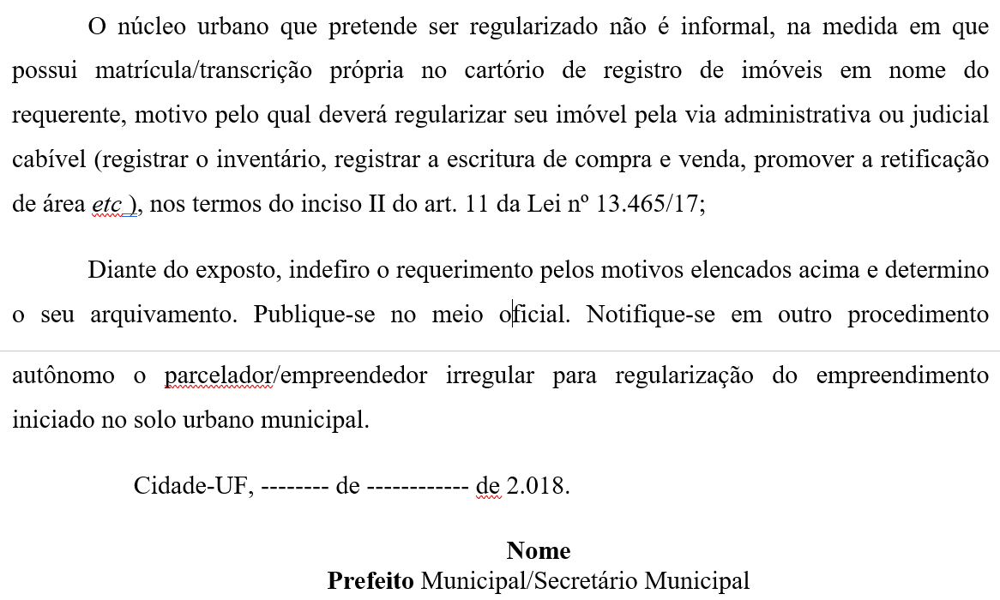 O núcleo urbano que pretende ser regularizado não é informal, na medida em que
possui matrícula/transcrição própria no cartório de registro de imóveis em nome do
requerente, motivo pelo qual deverá regularizar seu imóvel pela via administrativa ou judicial
cabível (registrar o inventário, registrar a escritura de compra e venda, promover a retificação
de área etc ), nos termos do inciso II do art. 11 da Lei nº 13.465/17;
Diante do exposto, indefiro o requerimento pelos motivos elencados acima e determino
o seu arquivamento. Publique-se no meio oficial. Notifique-se em outro procedimento
autônomo o parcelador/empreendedor irregular para regularização do empreendimento
iniciado no solo urbano municipal.
Cidade-UF, -------- de ------------ de 2.018.
Nome
Prefeito Municipal/Secretário Municipal